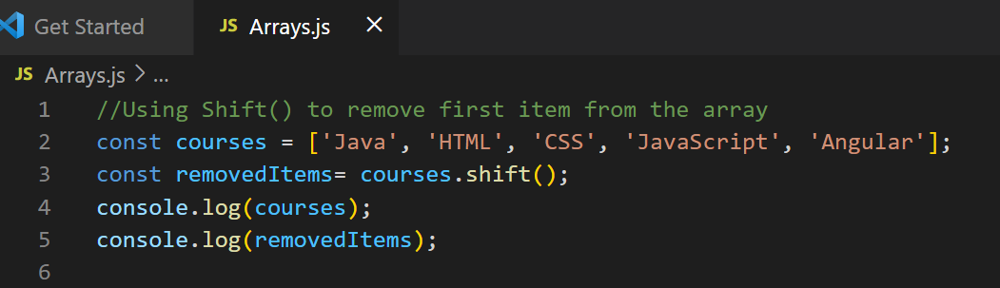 Get Started JS Arrays.js ×
JS Arrays.js > ...
1 //Using Shift() to remove first item from the array
2 const courses = ['Java', 'HTML', 'CSS', 'JavaScript', 'Angular'];
3 const removedItems= courses.shift();
4 console.log(courses);
5 console.log(removedItems);
6